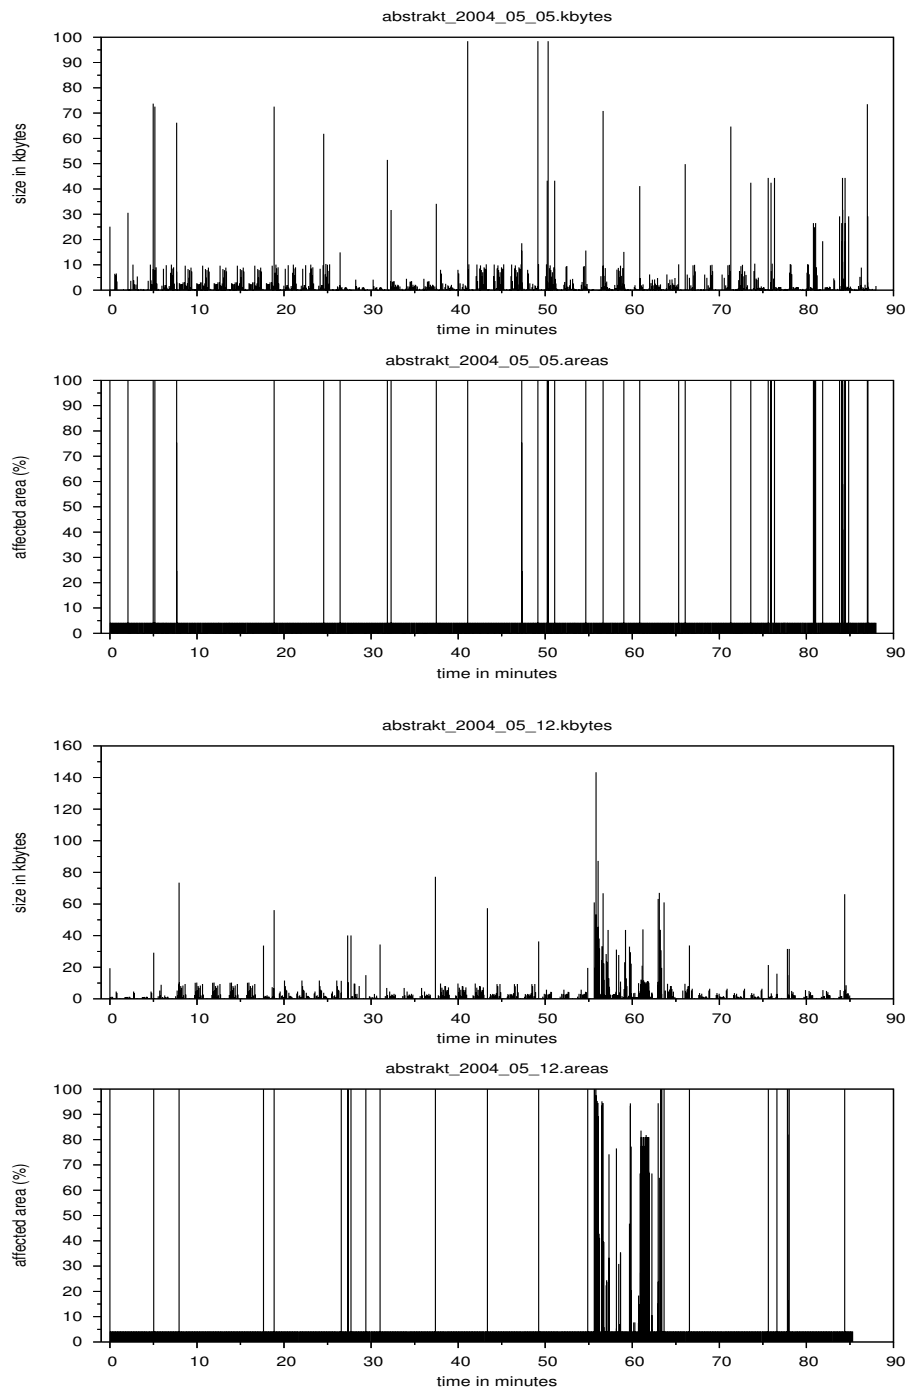 abstrakt_2004_05_05.kbytes
100
90
80
70
60
50
40
30
20
10
0
size in kbytes
0 10 20 30 40 50 60 70 80 90
time in minutes
abstrakt_2004_05_05.areas
100
90
80
70
60
50
40
30
20
10
0
affected area (%)
0 10 20 30 40 50 60 70 80 90
time in minutes
abstrakt_2004_05_12.kbytes
160
140
120
100
80
60
40
20
0
size in kbytes
0 10 20 30 40 50 60 70 80 90
time in minutes
abstrakt_2004_05_12.areas
100
90
80
70
60
50
40
30
20
10
0
affected area (%)
0 10 20 30 40 50 60 70 80 90
time in minutes